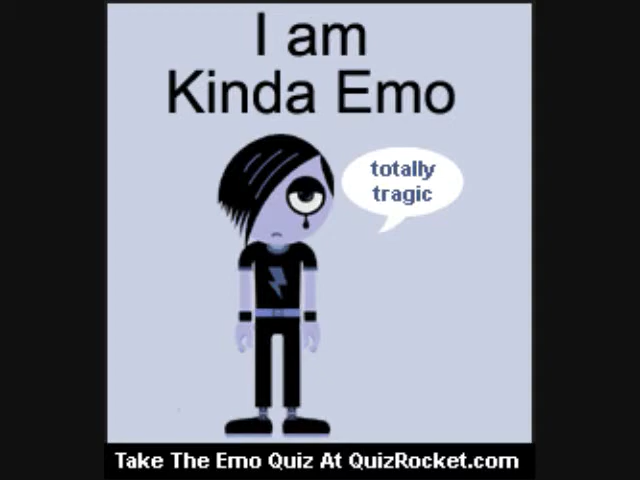 I am
Kinda Emo
totally
tragic
Take The Emo Quiz At QuizRocket.com